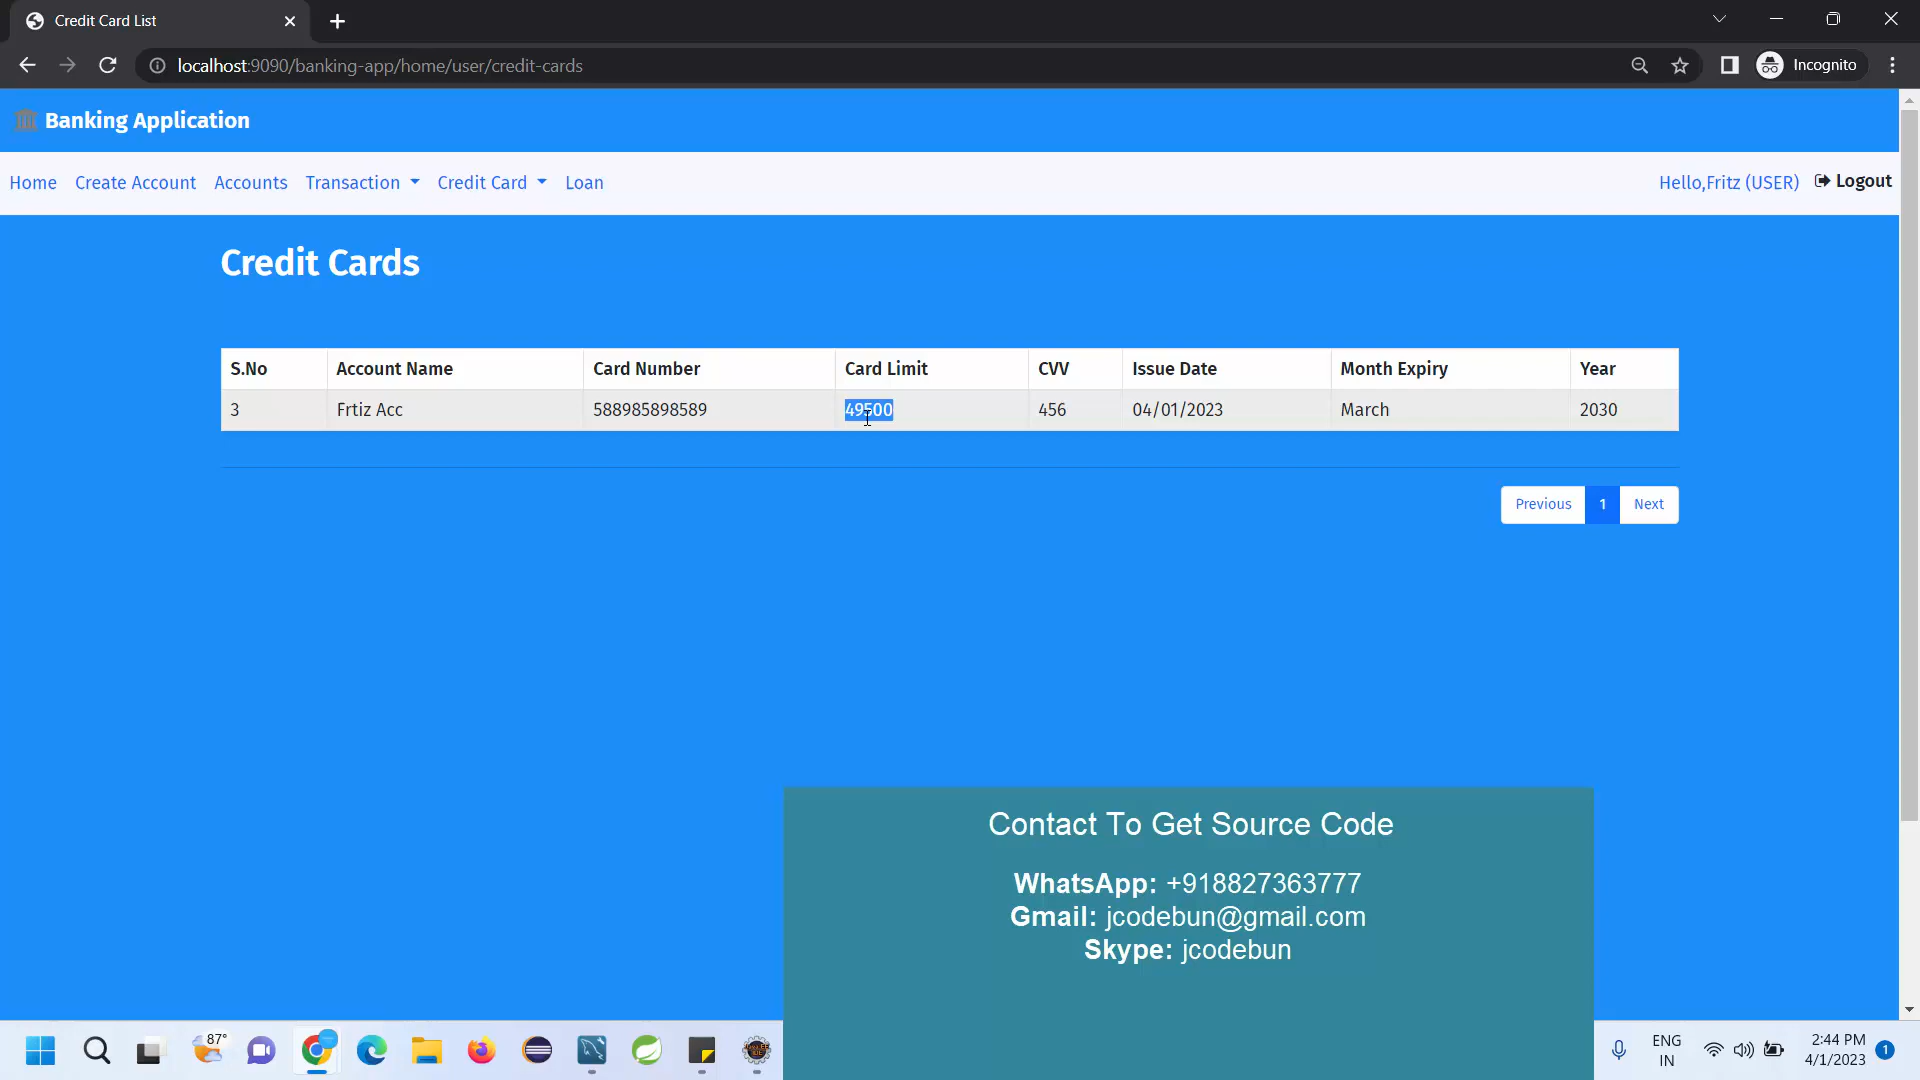 Credit Card List
localhost:9090/banking-app/home/user/credit-cards
Incognito
Banking Application
Home Create Account Accounts Transaction Credit Card Loan Hello,Fritz (USER) Logout
Credit Cards
S.No Account Name Card Number Card Limit CVV Issue Date Month Expiry Year
3 Frtiz Acc 588985898589 49500 456 04/01/2023 March 2030
Previous 1 Next
Contact To Get Source Code
WhatsApp: +918827363777
Gmail: jcodebun@gmail.com
Skype: jcodebun
87°
ENG
IN
2:44 PM
4/1/2023
1